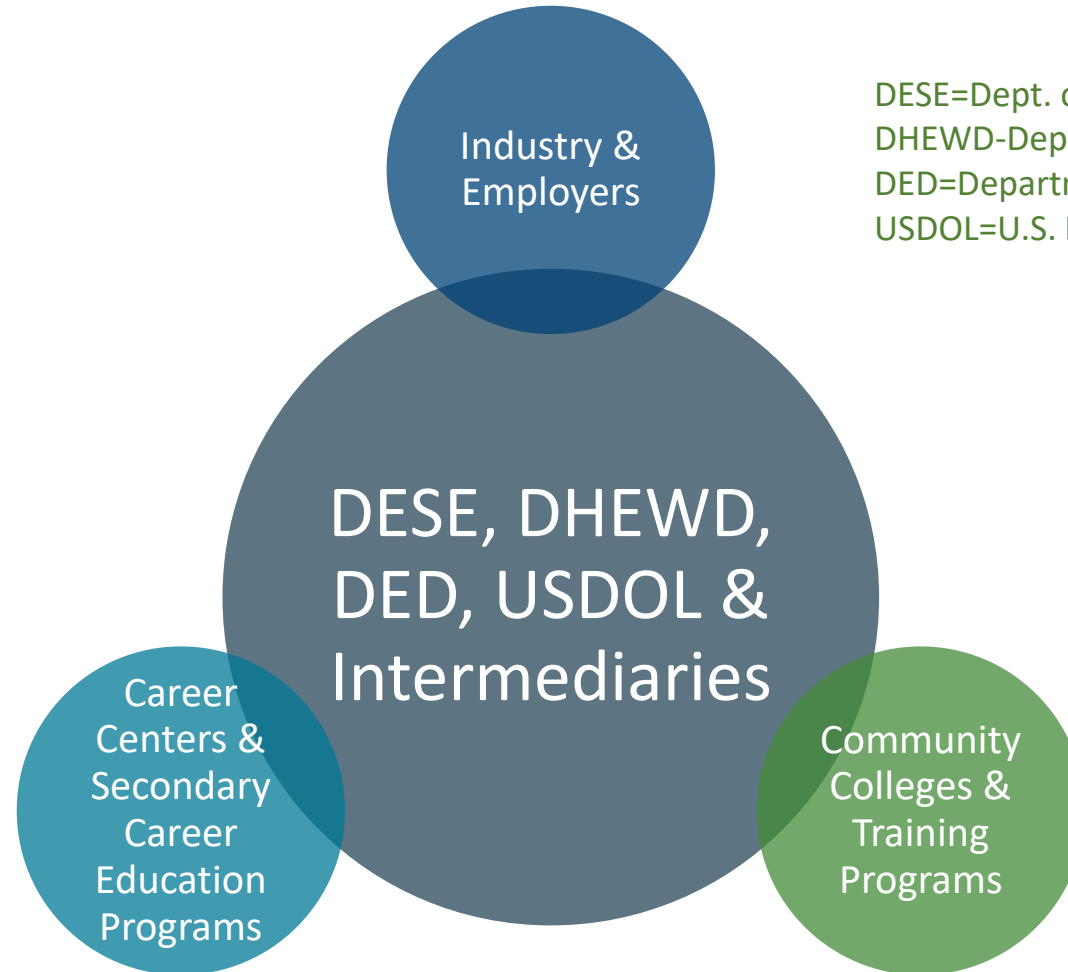 Industry &
Employers
DESE=Dept.
DHEWD-Dep
DED=Departm
USDOL=U.S.
DESE, DHEWD,
DED, USDOL &
Intermediaries
Career
Centers &
Secondary
Career
Education
Programs
Community
Colleges &
Training
Programs